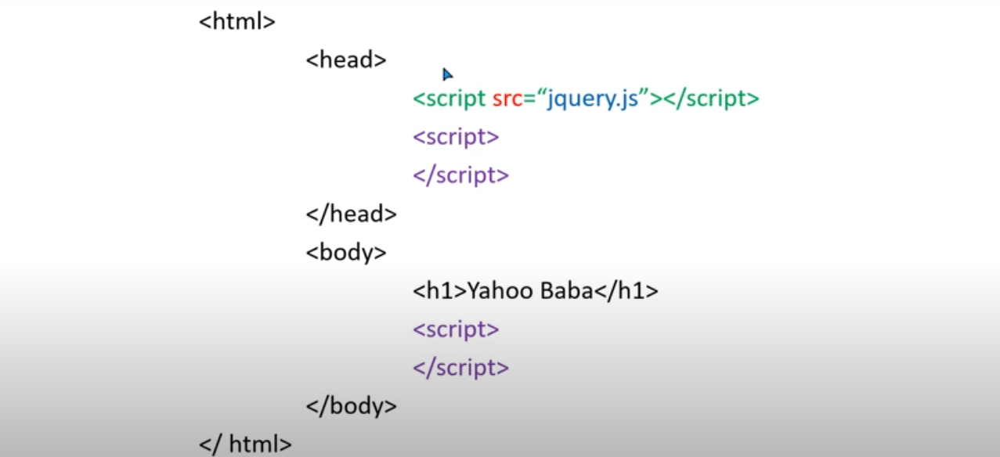 <html>
<head>
<script src=“jquery.js”></script>
<script>
</script>
</head>
<body>
<h1>Yahoo Baba</h1>
<script>
</script>
</body>
</ html>